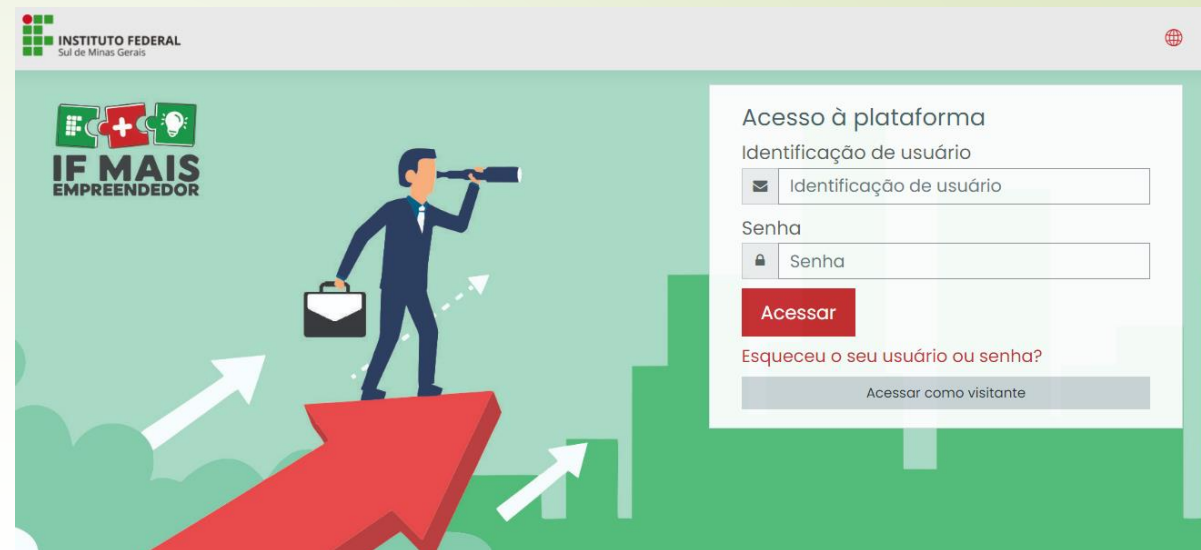 INSTITUTO FEDERAL
Sul de Minas Gerais
IF MAIS
EMPREENDEDOR
Acesso à plataforma
Identificação de usuário
Identificação de usuário
Senha
Senha
Acessar
Esqueceu o seu usuário ou senha?
Acessar como visitante